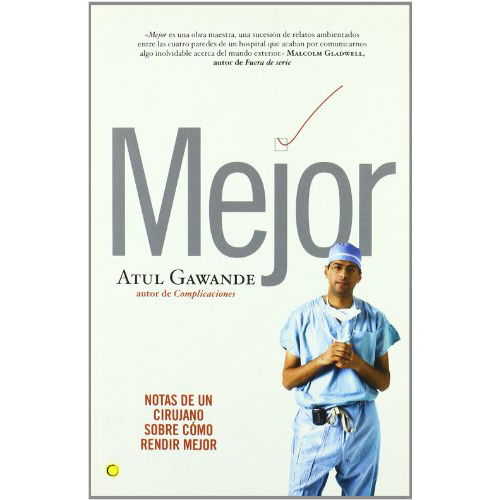 «Mejor es una obra maestra, una sucesión de relatos ambientados
entre las cuatro paredes de un hospital que acaban por comunicarnos
algo inolvidable acerca del mundo exterior.» MALCOLM GLADWELL,
autor de Fuera de serie
Mejor
ATUL GAWANDE
autor de Complicaciones
NOTAS DE UN
CIRUJANO
SOBRE CÓMO
RENDIR MEJOR